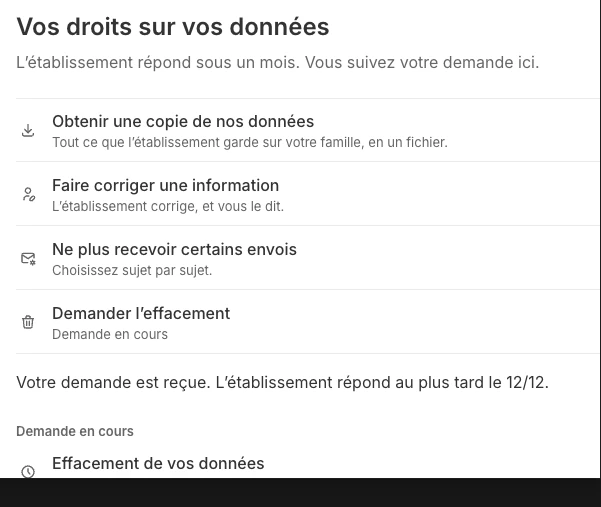 Vos droits sur vos données
L’établissement répond sous un mois. Vous suivez votre demande ici.
Obtenir une copie de nos données
Tout ce que l’établissement garde sur votre famille, en un fichier.
Faire corriger une information
L’établissement corrige, et vous le dit.
Ne plus recevoir certains envois
Choisissez sujet par sujet.
Demander l’effacement
Demande en cours
Votre demande est reçue. L’établissement répond au plus tard le 12/12.
Demande en cours
Effacement de vos données